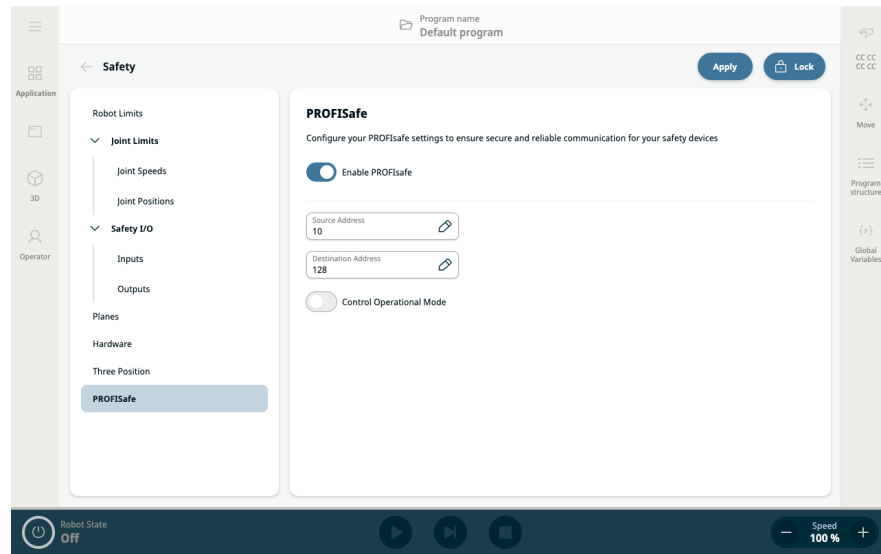 Program name
Default program
Safety
Apply
Lock
CC CC
CC CC
Application
Move
3D
Program
structure
Operator
{x}
Global
Variables
Robot Limits
Joint Limits
Joint Speeds
Joint Positions
Safety I/O
Inputs
Outputs
Planes
Hardware
Three Position
PROFISafe
PROFISafe
Configure your PROFIsafe settings to ensure secure and reliable communication for your safety devices
Enable PROFIsafe
Source Address
10
Destination Address
128
Control Operational Mode
Robot State
Off
Speed
100 %